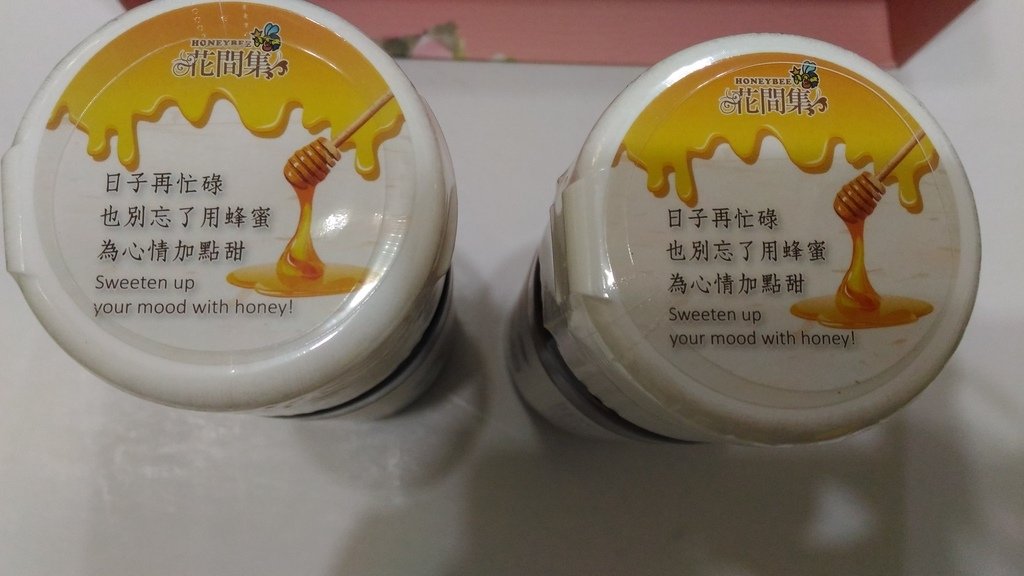 HONEYBEE
花間集
日子再忙碌
也別忘了用蜂蜜
為心情加點甜
Sweeten up
your mood with honey!
HONEYBEE
花間集
日子再忙碌
也別忘了用蜂蜜
為心情加點甜
Sweeten up
your mood with honey!